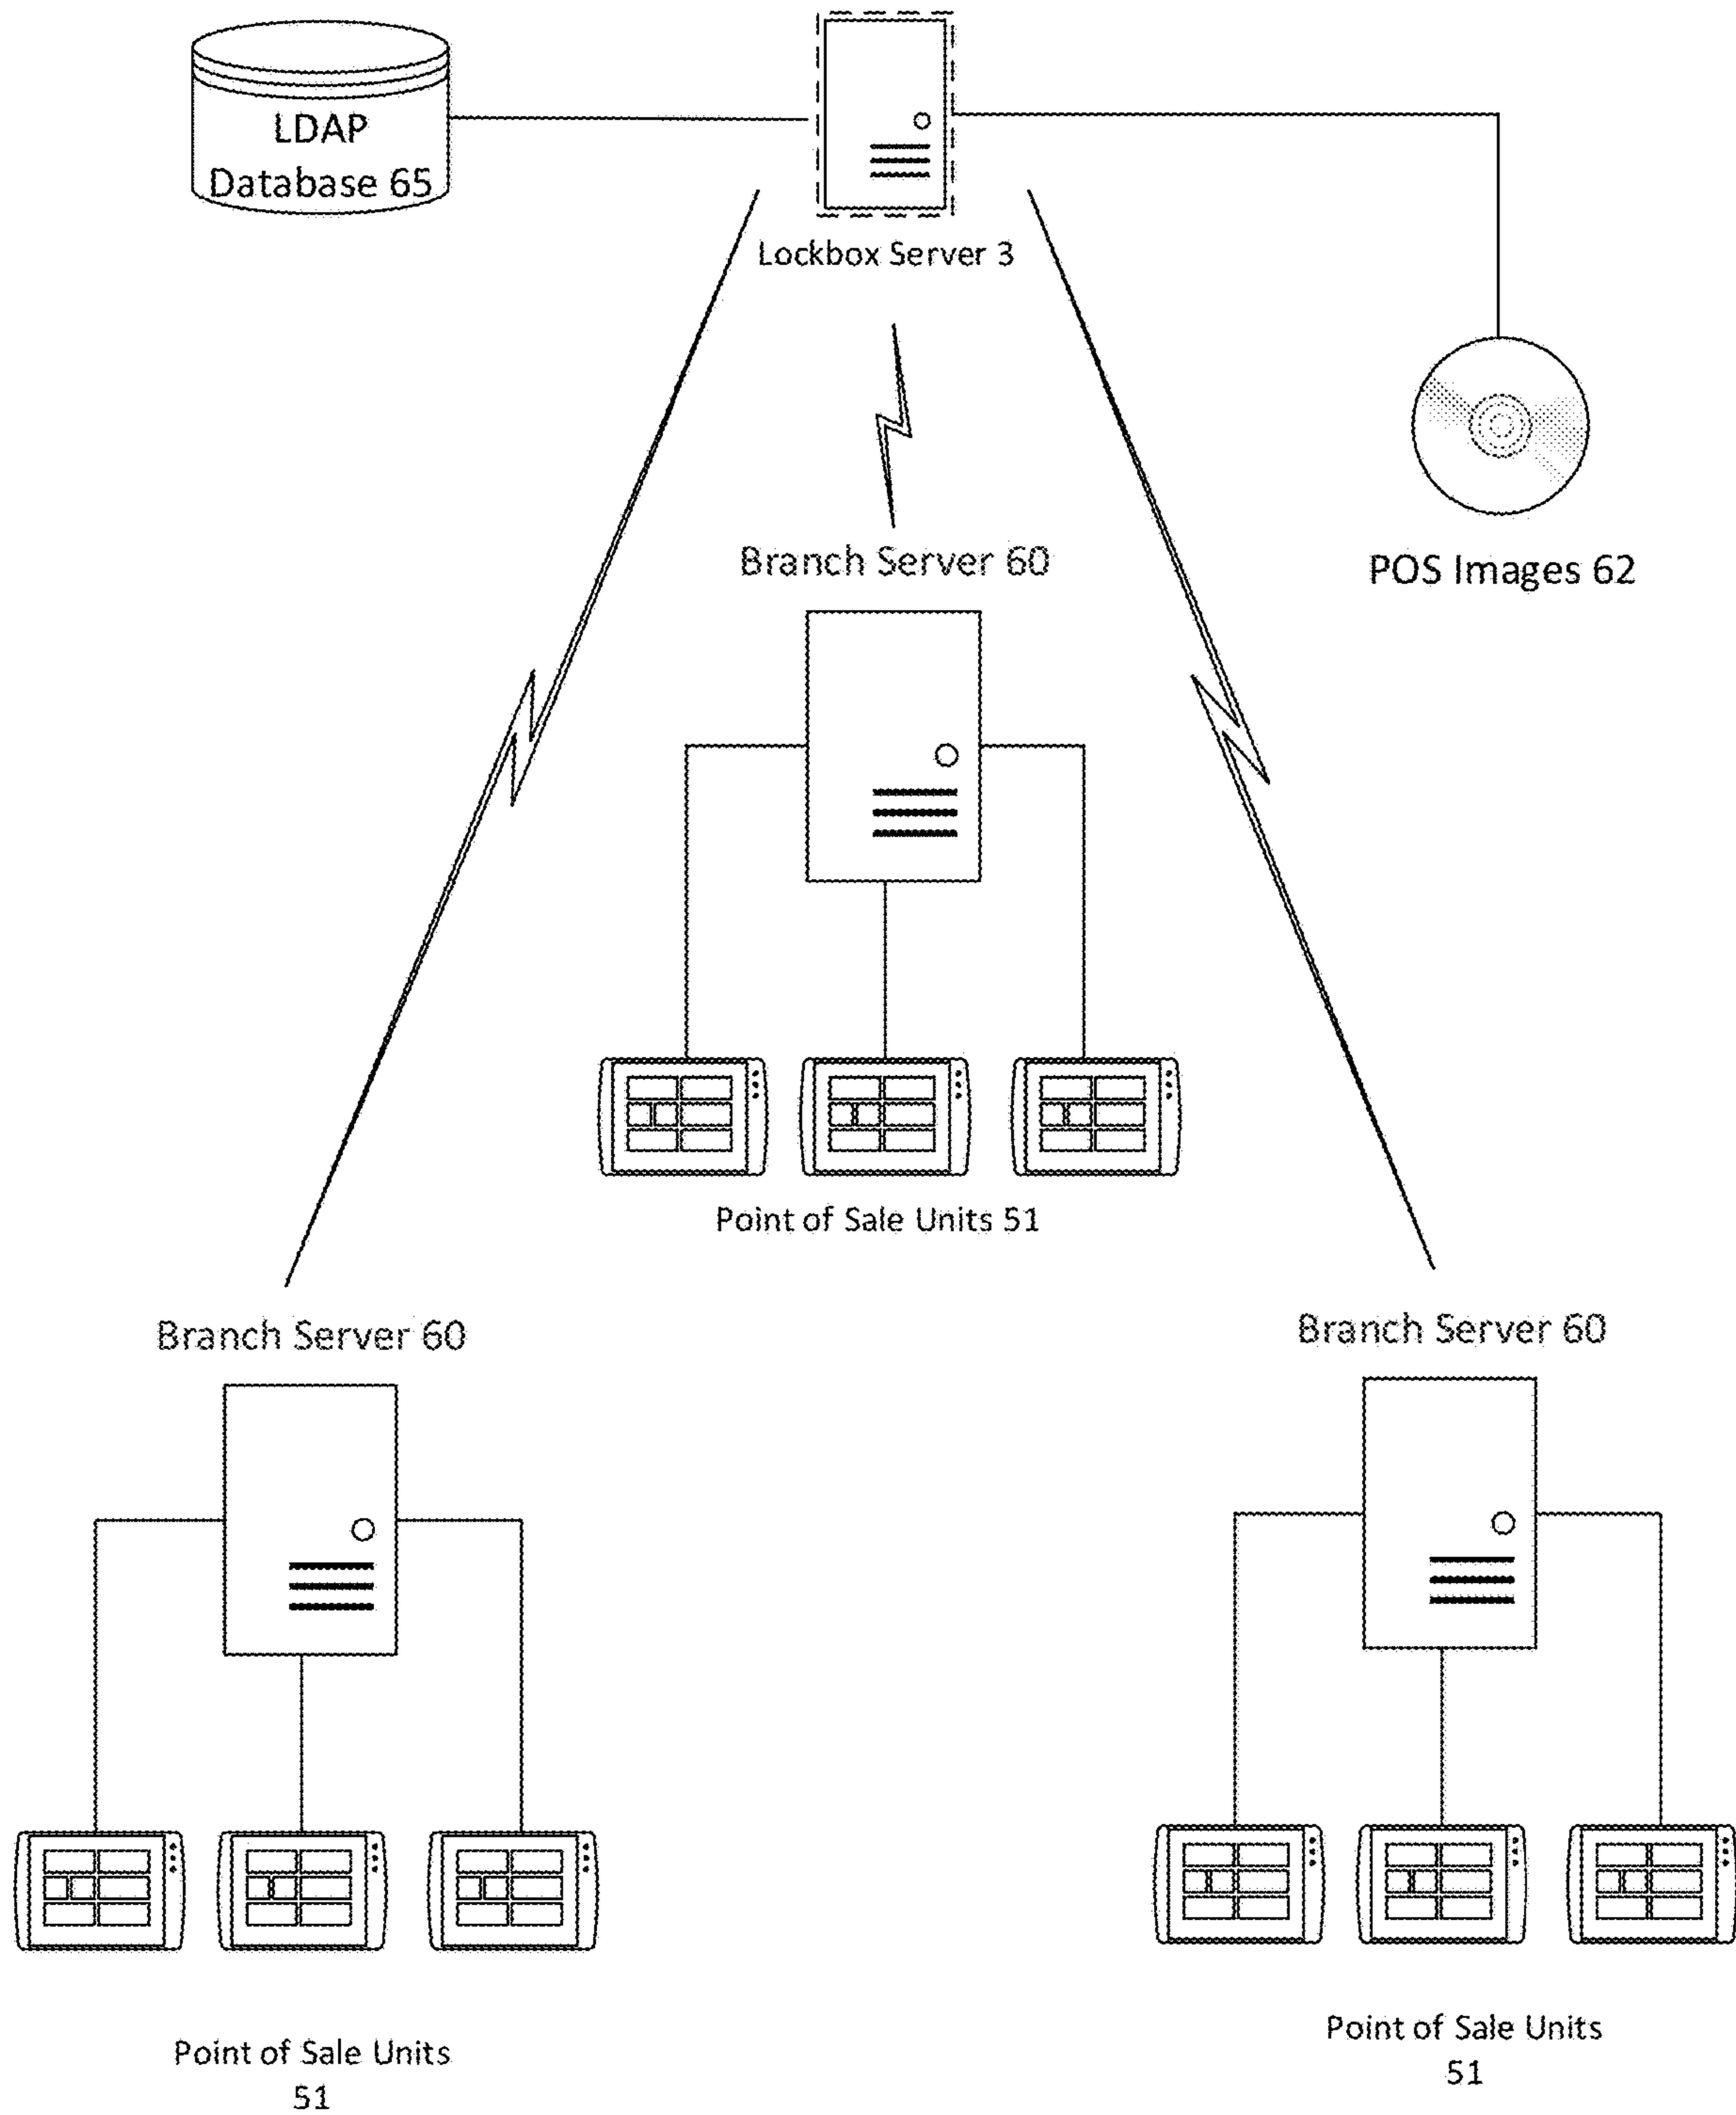 LDAP
Database 65
Lockbox Server 3
Branch Server 60
POS Images 62
Point of Sale Units 51
Branch Server 60
Branch Server 60
Point of Sale Units
51
Point of Sale Units
51